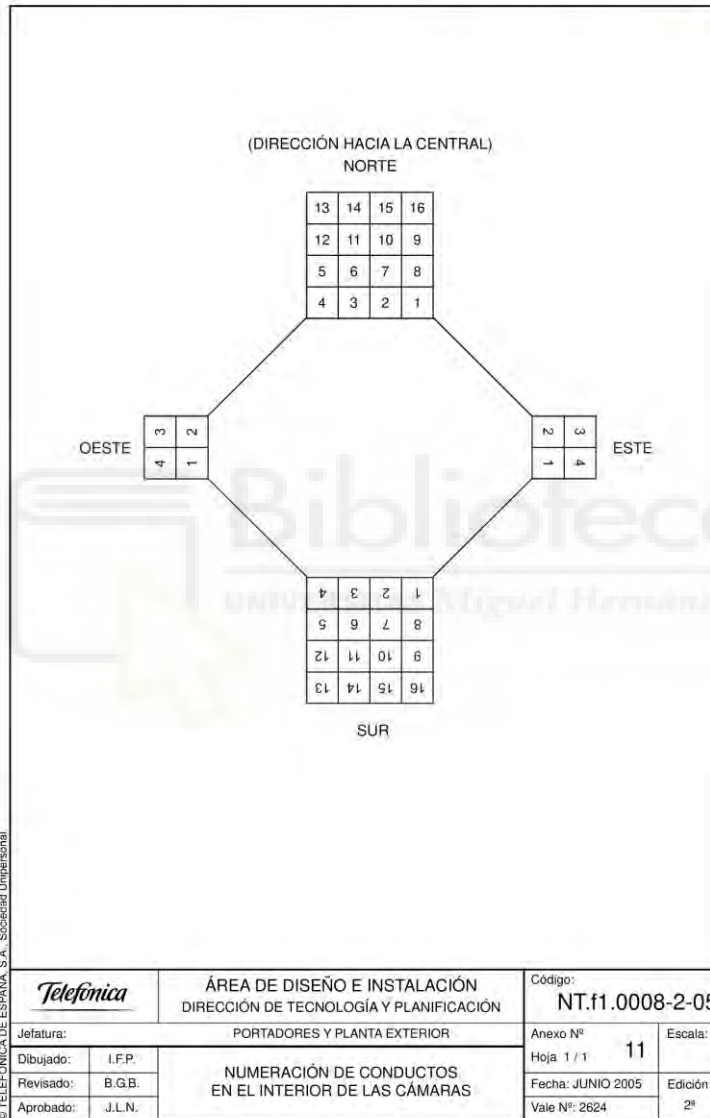 (DIRECCIÓN HACIA LA CENTRAL)
NORTE
13 14 15 16
12 11 10 9
5 6 7 8
4 3 2 1
OESTE
3 2
4 1
2 3
1 4
ESTE
4 3 2 1
5 6 7 8
12 11 10 9
13 14 15 16
SUR
Biblioteca
UNIVERSITAS Miguel Hernández
© TELEFÓNICA DE ESPAÑA, S.A., Sociedad Unipersonal
Telefónica
ÁREA DE DISEÑO E INSTALACIÓN
DIRECCIÓN DE TECNOLOGÍA Y PLANIFICACIÓN
Código:
NT.f1.0008-2-05
Jefatura:
PORTADORES Y PLANTA EXTERIOR
Anexo Nº 11
Hoja 1 / 1
Escala:
Dibujado: I.F.P.
Revisado: B.G.B.
Aprobado: J.L.N.
NUMERACIÓN DE CONDUCTOS
EN EL INTERIOR DE LAS CÁMARAS
Fecha: JUNIO 2005
Vale Nº: 2624
Edición
2ª